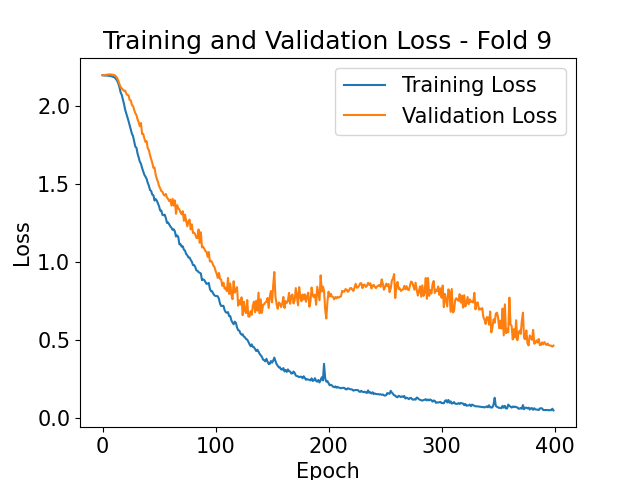 Training and Validation Loss - Fold 9
Training Loss
Validation Loss
Loss
2.0
1.5
1.0
0.5
0.0
0
100
200
300
400
Epoch